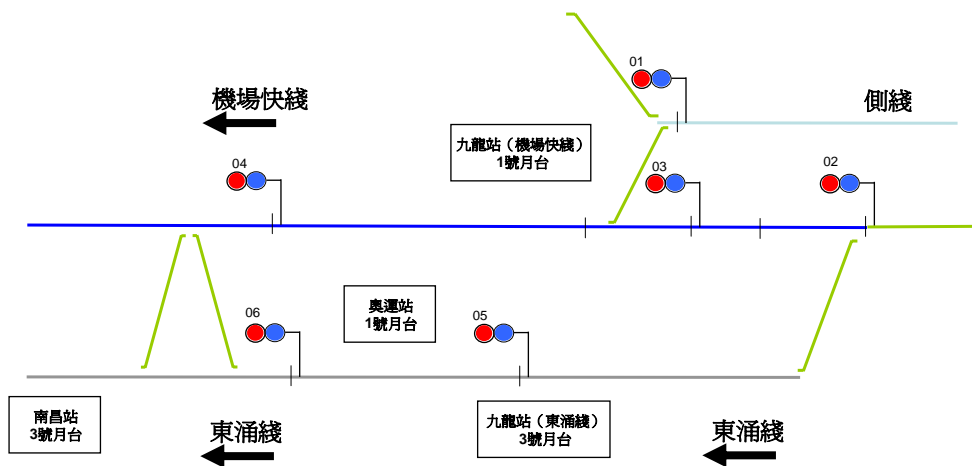 01
機場快綫
側綫
九龍站（機場快綫）
1號月台
04
03
02
奧運站
1號月台
06
05
南昌站
3號月台
東涌綫
九龍站（東涌綫）
3號月台
東涌綫